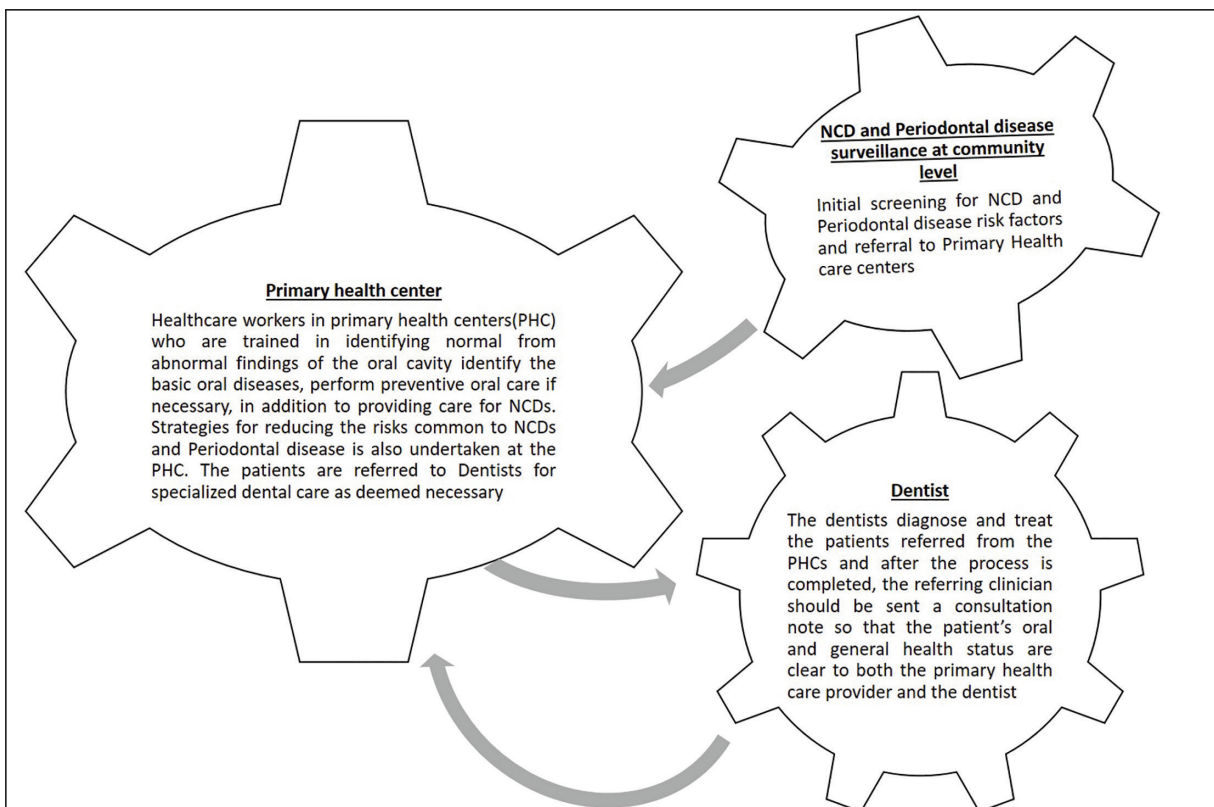 NCD and Periodontal disease
surveillance at community
level
Initial screening for NCD and
Periodontal disease risk factors
and referral to Primary Health
care centers
Primary health center
Healthcare workers in primary health centers(PHC)
who are trained in identifying normal from
abnormal findings of the oral cavity identify the
basic oral diseases, perform preventive oral care if
necessary, in addition to providing care for NCDs.
Strategies for reducing the risks common to NCDs
and Periodontal disease is also undertaken at the
PHC. The patients are referred to Dentists for
specialized dental care as deemed necessary
Dentist
The dentists diagnose and treat
the patients referred from the
PHCs and after the process is
completed, the referring clinician
should be sent a consultation
note so that the patient’s oral
and general health status are
clear to both the primary health
care provider and the dentist